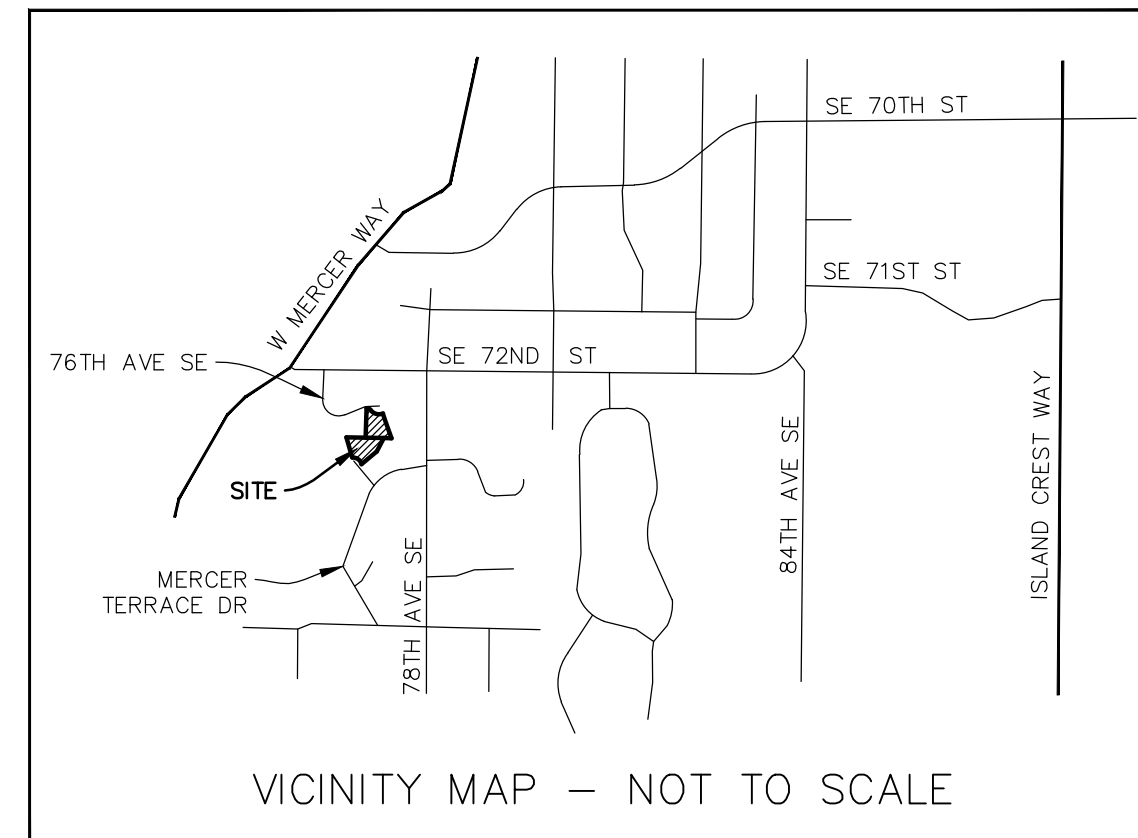 SE 70TH ST
W MERCER WAY
SE 71ST ST
76TH AVE SE
SE 72ND ST
SITE
84TH AVE SE
ISLAND CREST WAY
MERCER
TERRACE DR
78TH AVE SE
VICINITY MAP – NOT TO SCALE